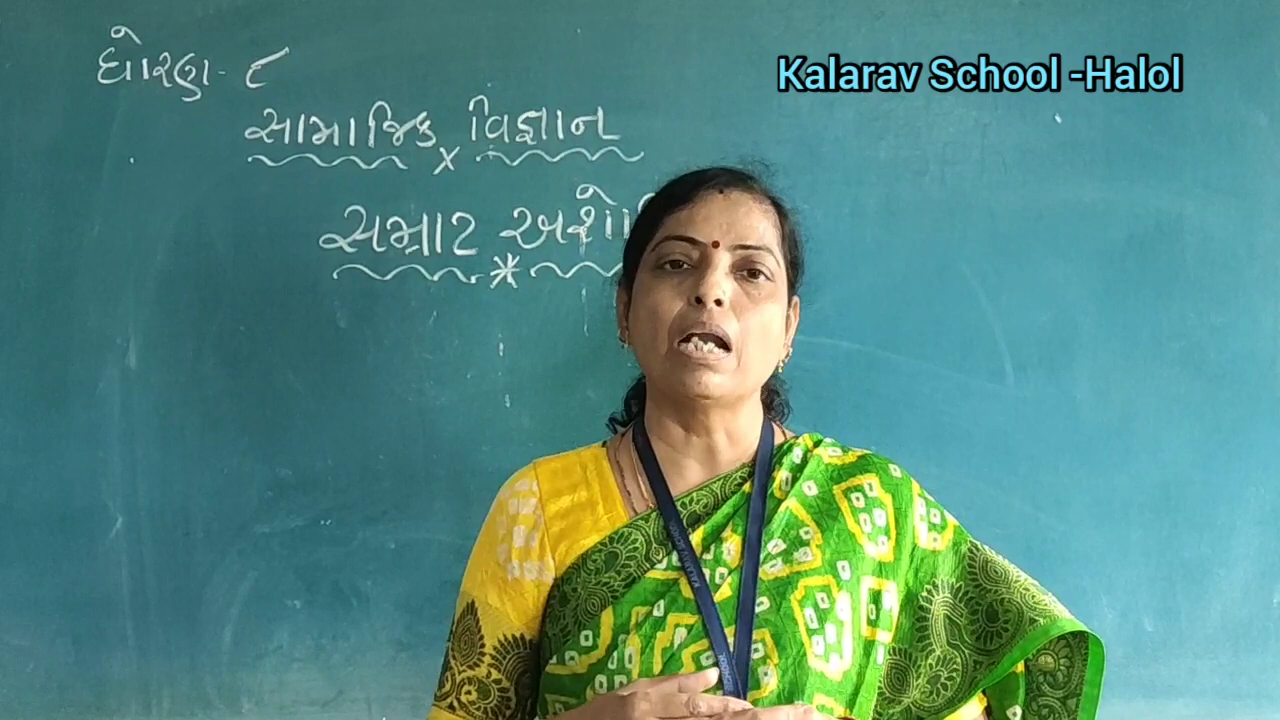 ધોરણ - ૮
Kalarav School -Halol
સામાજિક વિજ્ઞાન
સમ્રાટ